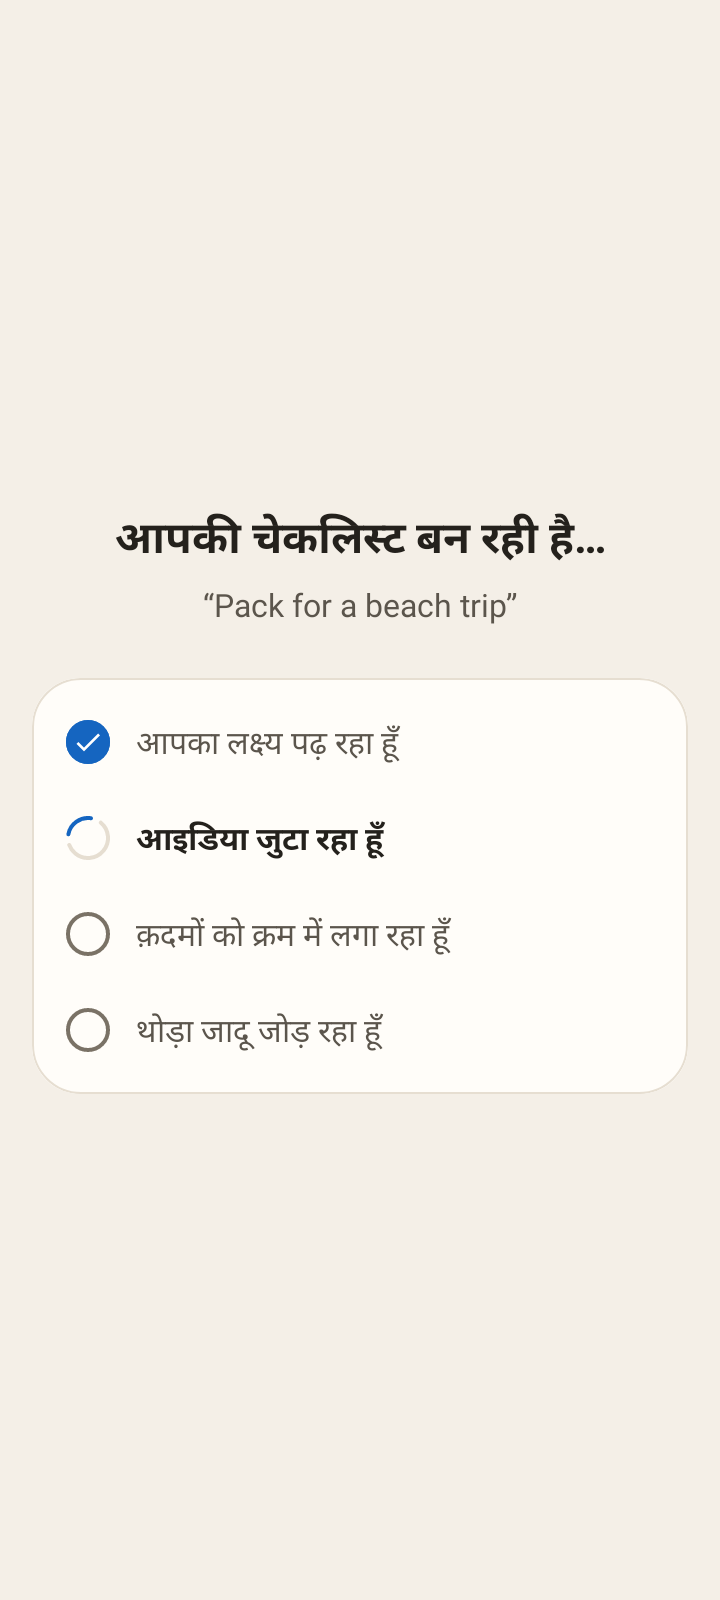 आपकी चेकलिस्ट बन रही है…
“Pack for a beach trip”
आपका लक्ष्य पढ़ रहा हूँ
आइडिया जुटा रहा हूँ
क़दमों को क्रम में लगा रहा हूँ
थोड़ा जादू जोड़ रहा हूँ